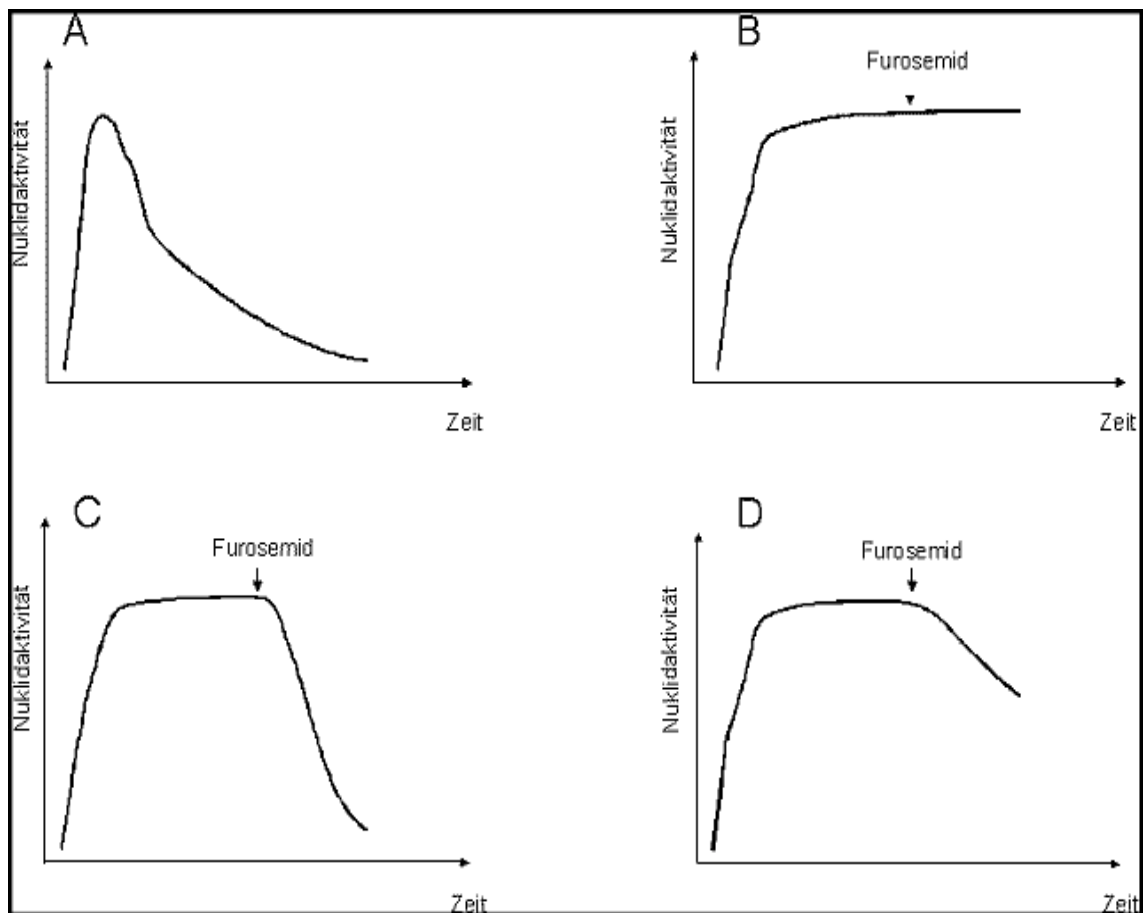 A
Nuklidaktivität
Zeit
B
Furosemid
Nuklidaktivität
Zeit
C
Furosemid
Nuklidaktivität
Zeit
D
Furosemid
Nuklidaktivität
Zeit